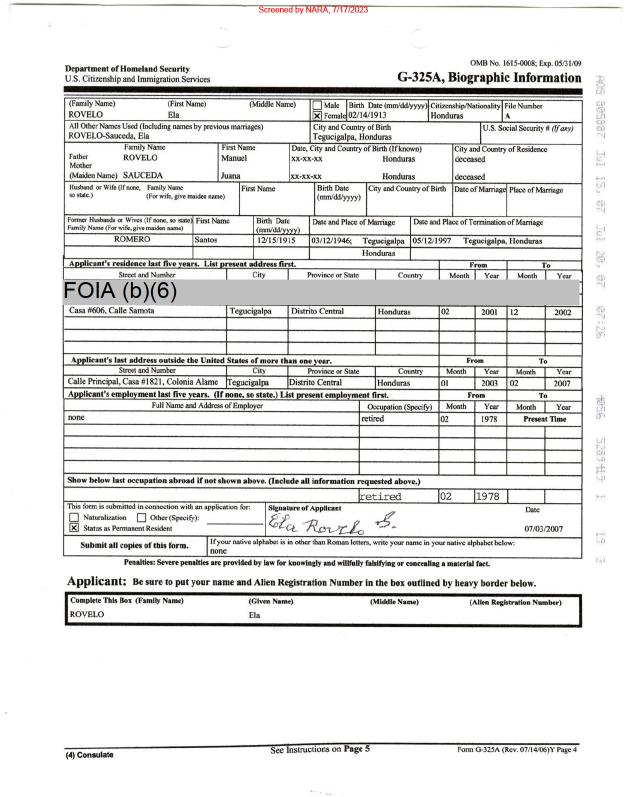 Screened by NARA, 7/17/2023
OMB No. 1615-0008; Exp. 05/31/09
Department of Homeland Security
U.S. Citizenship and Immigration Services
G-325A, Biographic Information
(Family Name) (First Name) (Middle Name) Male Birth Date (mm/dd/yyyy) Citizenship/Nationality File Number
ROVELO Ela X Female 02/14/1913 Honduras A
All Other Names Used (Including names by previous marriages) City and Country of Birth U.S. Social Security # (If any)
ROVELO-Sauceda, Ela Tegucigalpa, Honduras
Family Name First Name Date, City and Country of Birth (If known) City and Country of Residence
Father ROVELO Manuel xx-xx-xx Honduras deceased
Mother
(Maiden Name) SAUCEDA Juana xx-xx-xx Honduras deceased
Husband or Wife (If none, Family Name First Name Birth Date City and Country of Birth Date of Marriage Place of Marriage
so state.) (For wife, give maiden name) (mm/dd/yyyy)
Former Husbands or Wives (If none, so state) First Name Birth Date Date and Place of Marriage Date and Place of Termination of Marriage
Family Name (For wife, give maiden name) (mm/dd/yyyy)
ROMERO Santos 12/15/1915 03/12/1946; Tegucigalpa 05/12/1997 Tegucigalpa, Honduras
Honduras
Applicant's residence last five years. List present address first. From To
Street and Number City Province or State Country Month Year Month Year
FOIA (b)(6)
Casa #606, Calle Samota Tegucigalpa Distrito Central Honduras 02 2001 12 2002
Applicant's last address outside the United States of more than one year. From To
Street and Number City Province or State Country Month Year Month Year
Calle Principal, Casa #1821, Colonia Alame Tegucigalpa Distrito Central Honduras 01 2003 02 2007
Applicant's employment last five years. (If none, so state.) List present employment first. From To
Full Name and Address of Employer Occupation (Specify) Month Year Month Year
none retired 02 1978 Present Time
Show below last occupation abroad if not shown above. (Include all information requested above.)
retired 02 1978
This form is submitted in connection with an application for: Signature of Applicant Date
Naturalization Other (Specify):
X Status as Permanent Resident Ela Rovelo S. 07/03/2007
Submit all copies of this form. If your native alphabet is in other than Roman letters, write your name in your native alphabet below:
none
Penalties: Severe penalties are provided by law for knowingly and willfully falsifying or concealing a material fact.
Applicant: Be sure to put your name and Alien Registration Number in the box outlined by heavy border below.
Complete This Box (Family Name) (Given Name) (Middle Name) (Alien Registration Number)
ROVELO Ela
(4) Consulate See Instructions on Page 5 Form G-325A (Rev. 07/14/06)Y Page 4